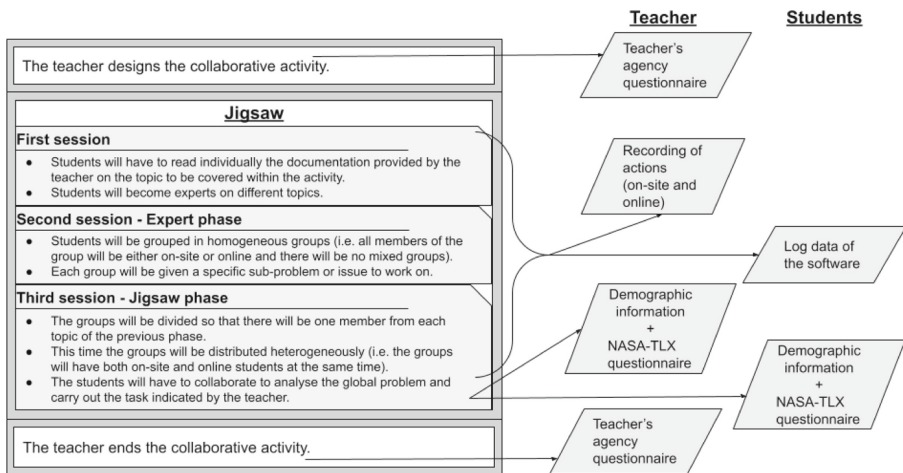 Teacher
Students
The teacher designs the collaborative activity.
Teacher's
agency
questionnaire
Jigsaw
First session
● Students will have to read individually the documentation provided by the
teacher on the topic to be covered within the activity.
● Students will become experts on different topics.
Recording of
actions
(on-site and
online)
Second session - Expert phase
● Students will be grouped in homogeneous groups (i.e. all members of the
group will be either on-site or online and there will be no mixed groups).
● Each group will be given a specific sub-problem or issue to work on.
Log data of
the software
Third session - Jigsaw phase
● The groups will be divided so that there will be one member from each
topic of the previous phase.
● This time the groups will be distributed heterogeneously (i.e. the groups
will have both on-site and online students at the same time).
● The students will have to collaborate to analyse the global problem and
carry out the task indicated by the teacher.
Demographic
information
+
NASA-TLX
questionnaire
Demographic
information
+
NASA-TLX
questionnaire
The teacher ends the collaborative activity.
Teacher's
agency
questionnaire